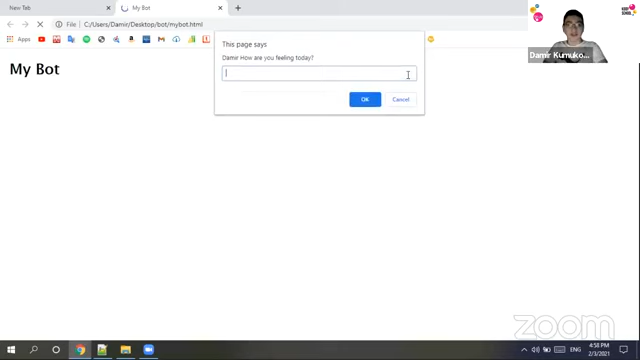 New Tab
My Bot
File
C:/Users/Damir/Desktop/bot/mybot.html
Apps
This page says
Damir How are you feeling today?
OK
Cancel
My Bot
Damir Kumuko...
zoom
ENG
4:58 PM
2/3/2021